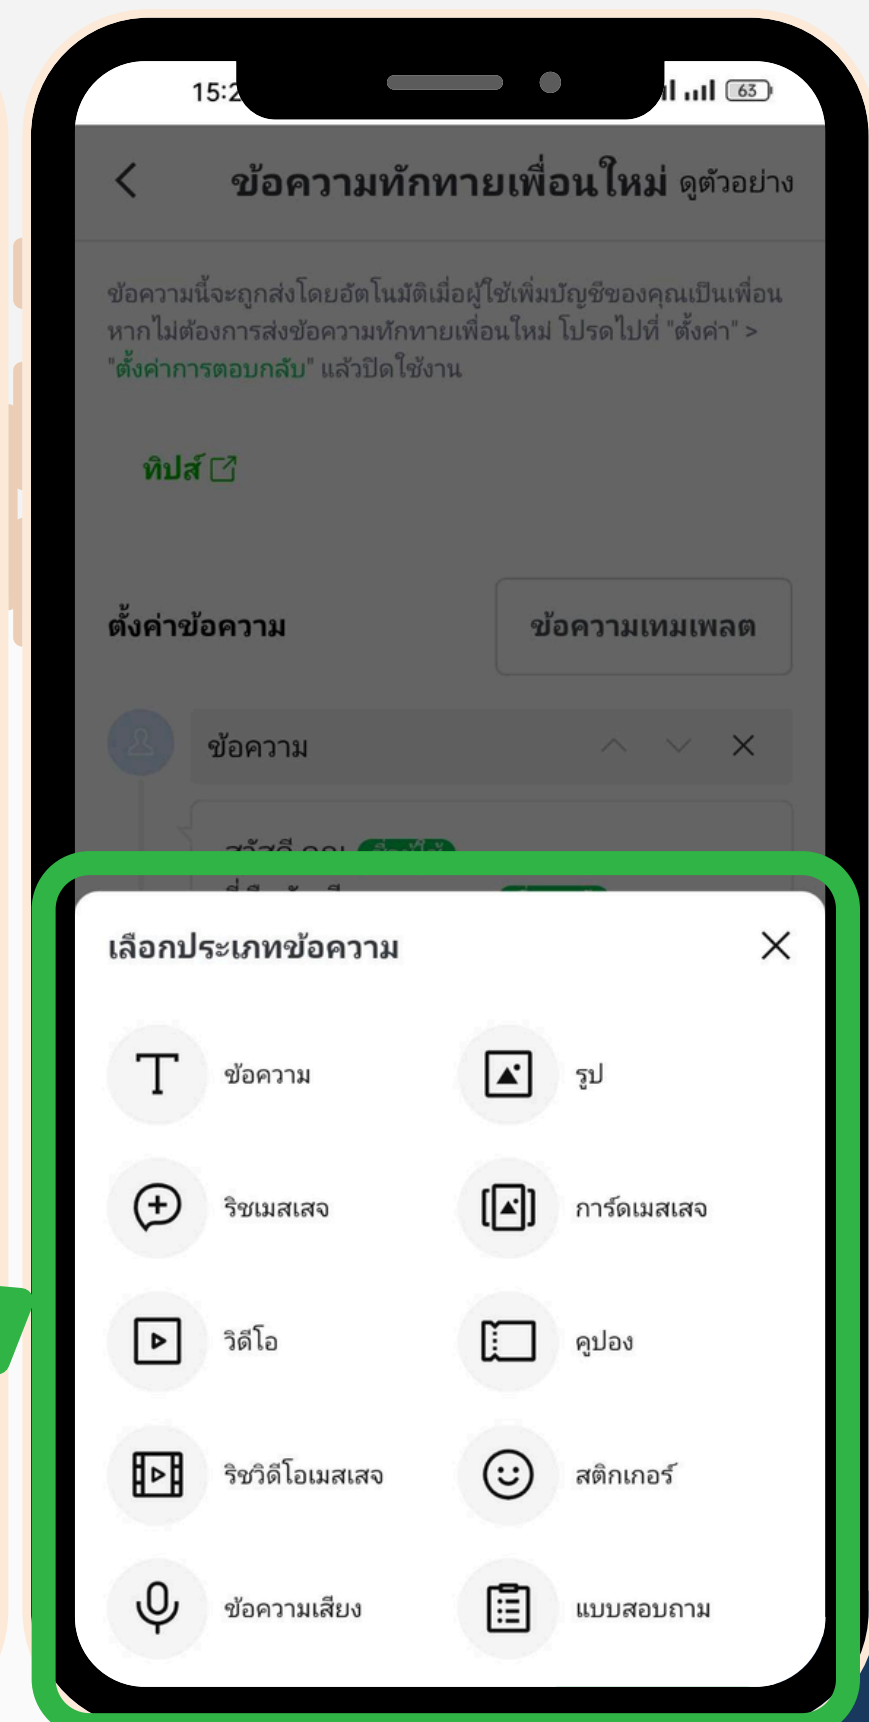 15:2
63
ข้อความทักทายเพื่อนใหม่ ดูตัวอย่าง
ข้อความนี้จะถูกส่งโดยอัตโนมัติเมื่อผู้ใช้เพิ่มบัญชีของคุณเป็นเพื่อน
หากไม่ต้องการส่งข้อความทักทายเพื่อนใหม่ โปรดไปที่ "ตั้งค่า" >
"ตั้งค่าการตอบกลับ" แล้วปิดใช้งาน
ทิปส์
ตั้งค่าข้อความ
ข้อความเทมเพลต
ข้อความ
สวัสดี คุณ
เลือกประเภทข้อความ
ข้อความ
รูป
ริชเมสเสจ
การ์ดเมสเสจ
วิดีโอ
คูปอง
ริชวิดีโอเมสเสจ
สติกเกอร์
ข้อความเสียง
แบบสอบถาม